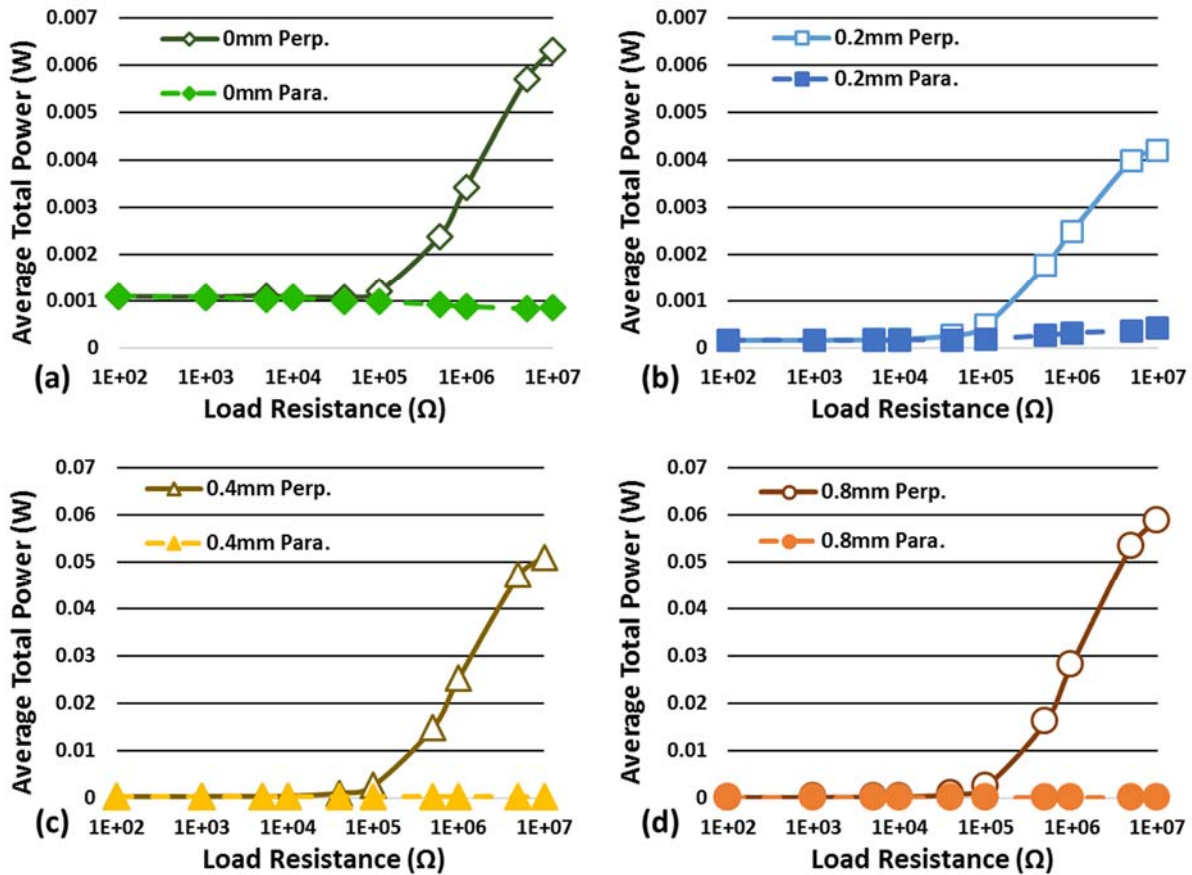 0.007
0.006
0.005
0.004
0.003
0.002
0.001
0
Average Total Power (W)
0mm Perp.
0mm Para.
(a)
1E+02 1E+03 1E+04 1E+05 1E+06 1E+07
Load Resistance (Ω)
0.007
0.006
0.005
0.004
0.003
0.002
0.001
0
Average Total Power (W)
0.2mm Perp.
0.2mm Para.
(b)
1E+02 1E+03 1E+04 1E+05 1E+06 1E+07
Load Resistance (Ω)
0.07
0.06
0.05
0.04
0.03
0.02
0.01
0
Average Total Power (W)
0.4mm Perp.
0.4mm Para.
(c)
1E+02 1E+03 1E+04 1E+05 1E+06 1E+07
Load Resistance (Ω)
0.07
0.06
0.05
0.04
0.03
0.02
0.01
0
Average Total Power (W)
0.8mm Perp.
0.8mm Para.
(d)
1E+02 1E+03 1E+04 1E+05 1E+06 1E+07
Load Resistance (Ω)